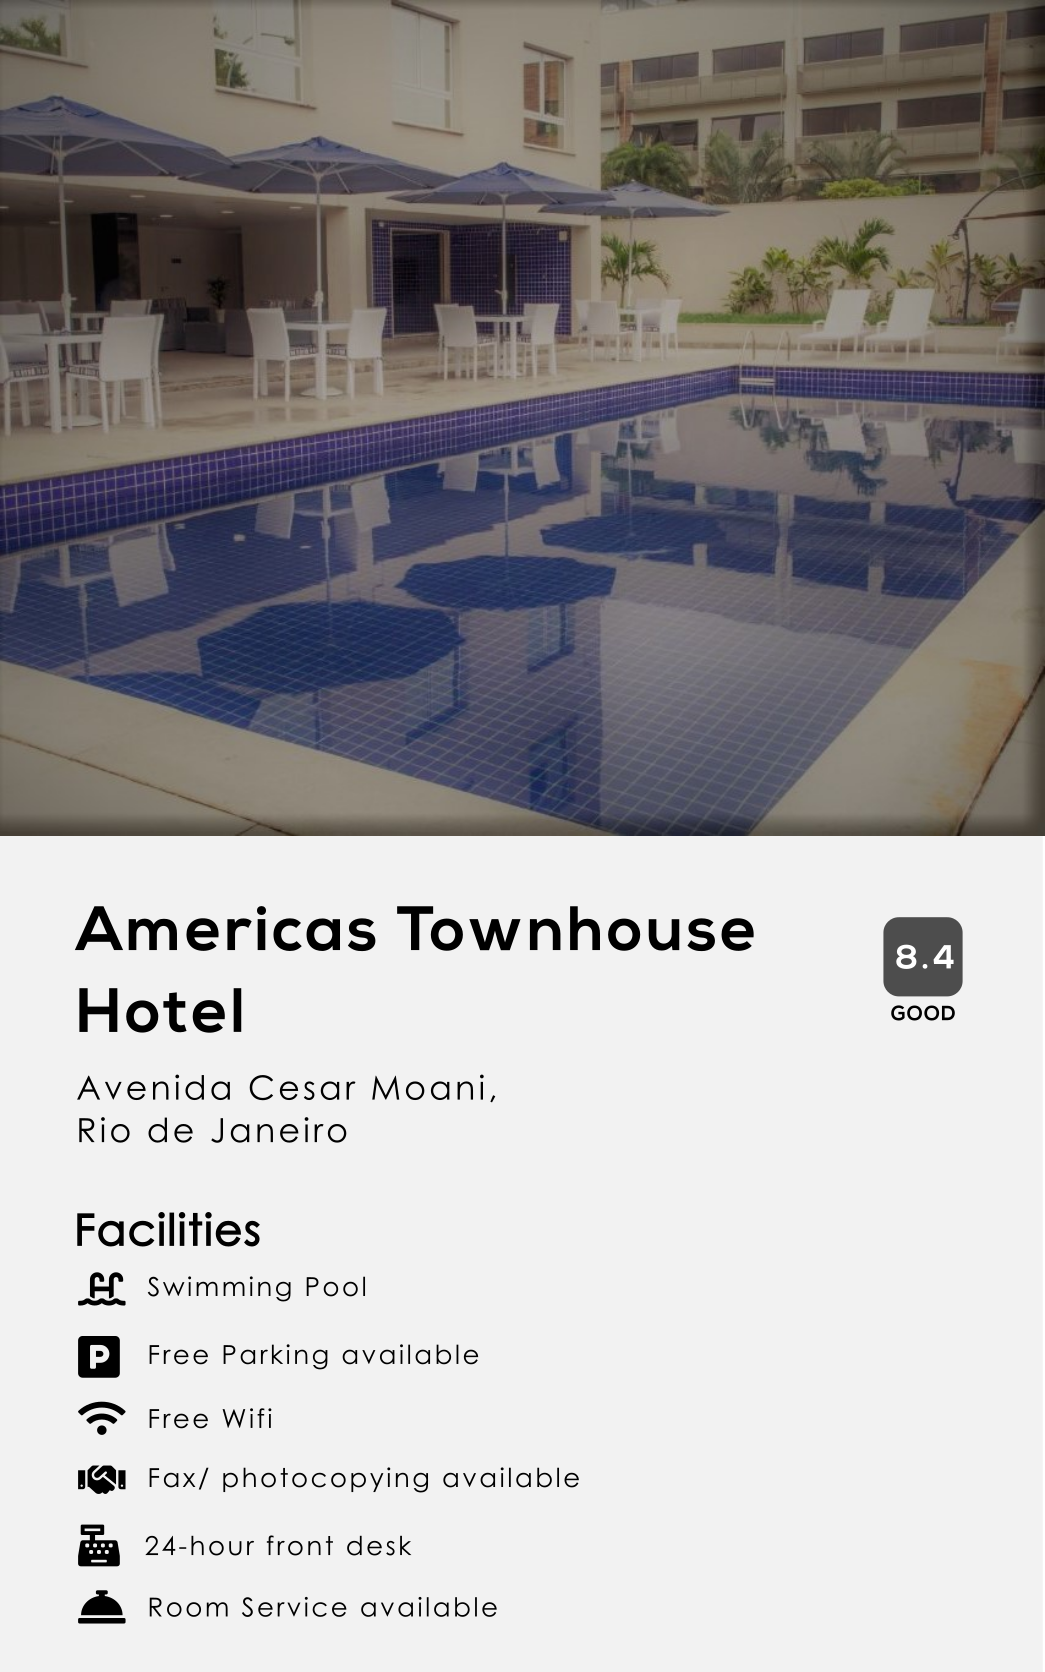 Americas Townhouse
Hotel
8.4
GOOD
Avenida Cesar Moani,
Rio de Janeiro
Facilities
Swimming Pool
P Free Parking available
Free Wifi
Fax/ photocopying available
24-hour front desk
Room Service available